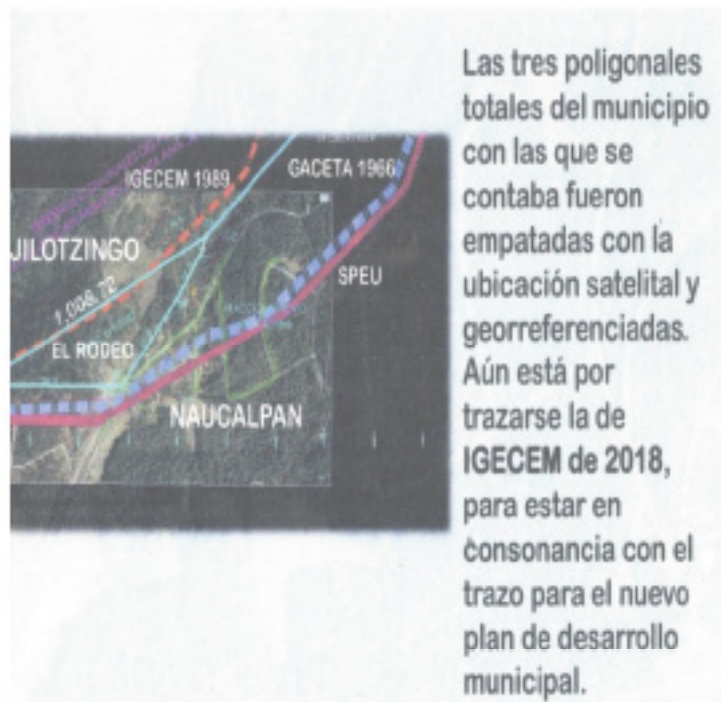 Las tres poligonales
totales del municipio
con las que se
contaba fueron
empatadas con la
ubicación satelital y
georreferenciadas.
Aún está por
trazarse la de
IGECEM de 2018,
para estar en
consonancia con el
trazo para el nuevo
plan de desarrollo
municipal.
IGECEM 1989
GACETA 1966
JILOTZINGO
SPEU
1,006.72
EL RODEO
NAUCALPAN